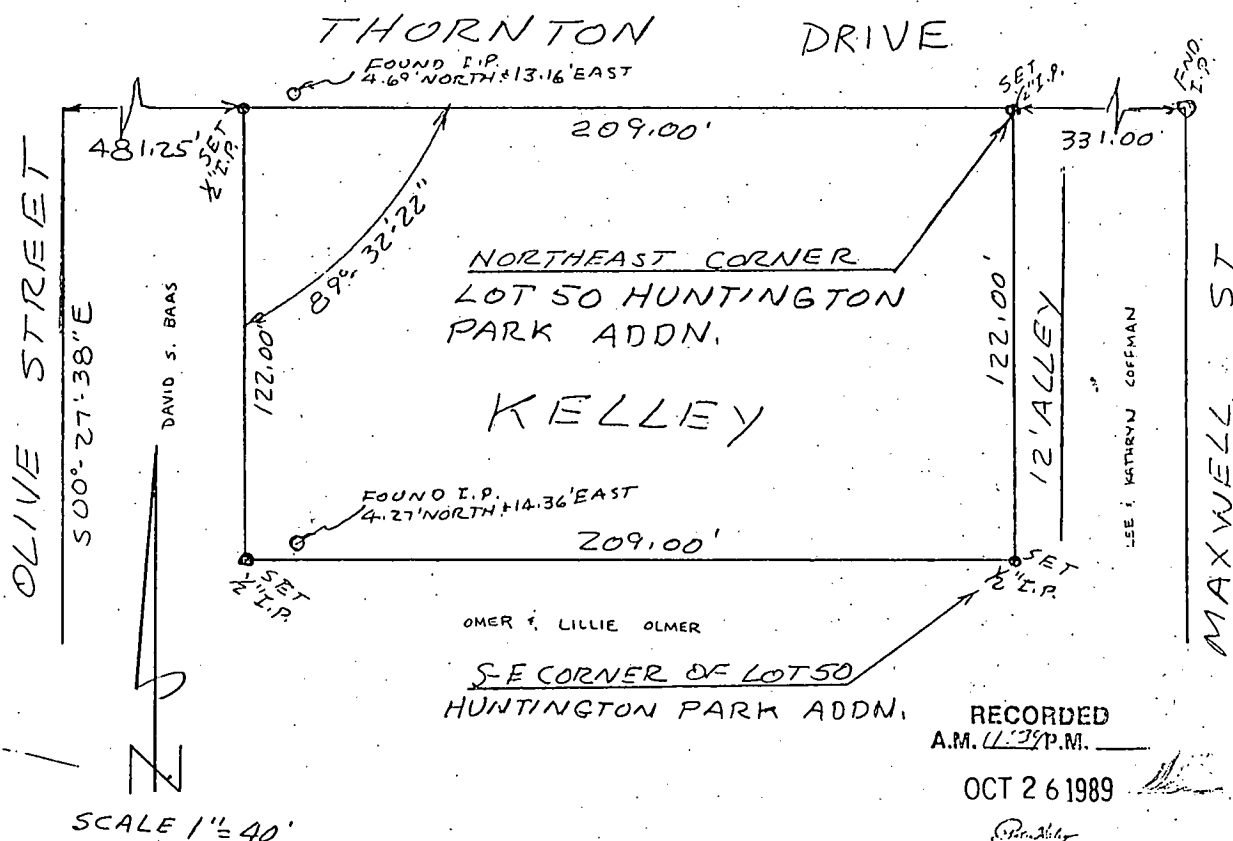 THORNTON DRIVE
FOUND I.P.
4.69' NORTH & 13.16' EAST
SET
1/2" I.P.
FND.
I.P.
481.25'
SET
1/2" I.P.
209.00'
331.00'
OLIVE STREET
S00°-27'-38"E
DAVID S. BAAS
122.00'
89°-32'-22"
NORTHEAST CORNER
LOT 50 HUNTINGTON
PARK ADDN.
KELLEY
122.00'
12' ALLEY
LEE & KATHRYN COFFMAN
MAXWELL ST
FOUND I.P.
4.27' NORTH & 14.36' EAST
209.00'
SET
1/2" I.P.
SET
1/2" I.P.
OMER & LILLIE OLMER
S-E CORNER OF LOT 50
HUNTINGTON PARK ADDN.
N
SCALE 1"=40'
RECORDED
A.M. 11:39 P.M.
OCT 26 1989